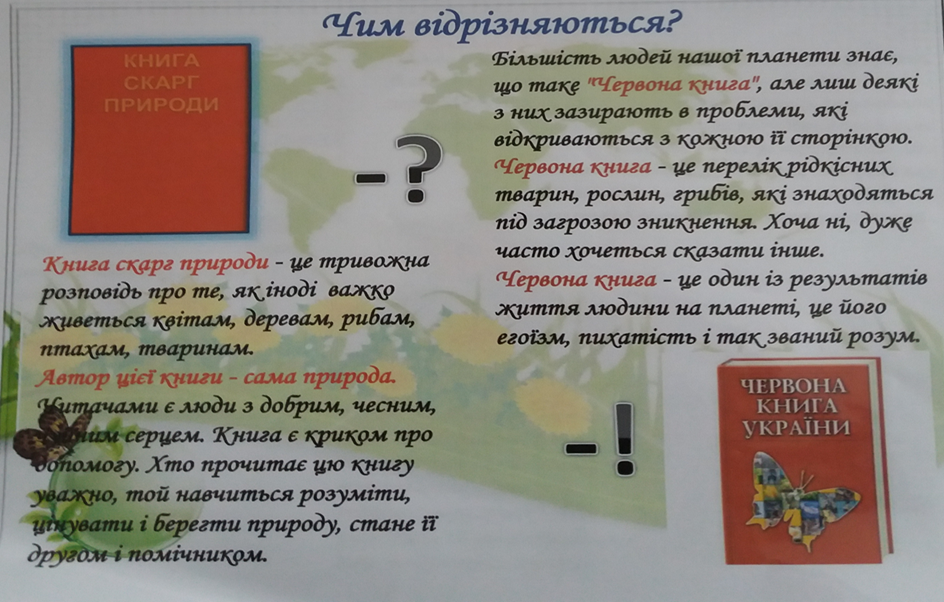 Чим відрізняються?
КНИГА
СКАРГ
ПРИРОДИ
- ?
Книга скарг природи - це тривожна
розповідь про те, як іноді важко
живеться квітам, деревам, рибам,
птахам, тваринам.
Автор цієї книги - сама природа.
Читачами є люди з добрим, чесним,
серцем. Книга є криком про
допомогу. Хто прочитає цю книгу
уважно, той навчиться розуміти,
цінувати і берегти природу, стане її
другом і помічником.
Більшість людей нашої планети знає,
що таке "Червона книга", але лиш деякі
з них зазирають в проблеми, які
відкриваються з кожною її сторінкою.
Червона книга - це перелік рідкісних
тварин, рослин, грибів, які знаходяться
під загрозою зникнення. Хоча ні, дуже
часто хочеться сказати інше.
Червона книга - це один із результатів
життя людини на планеті, це його
егоїзм, пихатість і так званий розум.
- !
ЧЕРВОНА
КНИГА
УКРАЇНИ